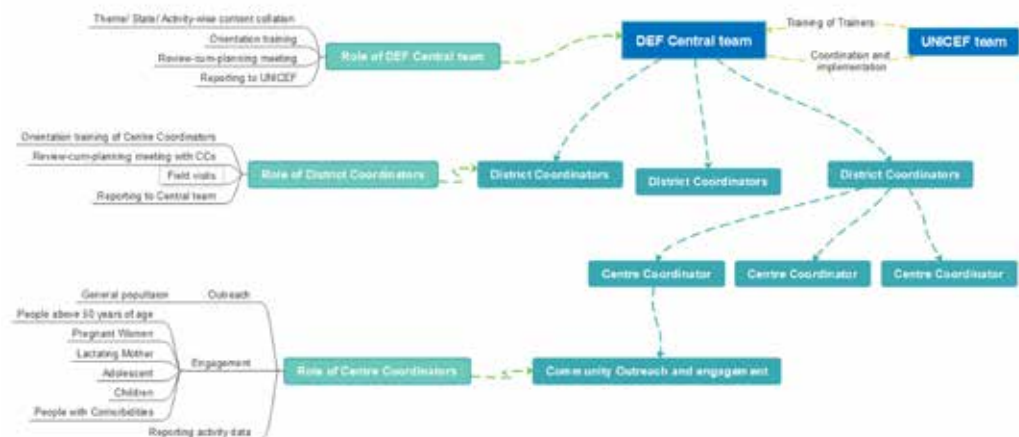 Theme/ State/ Activity-wise content collation
Orientation training
Review-cum-planning meeting
Reporting to UNICEF
Role of DEF Central team
DEF Central team
Training of Trainers
Coordination and
implementation
UNICEF team
Orientation training of Centre Coordinators
Review-cum-planning meeting with CCs
Field visits
Reporting to Central team
Role of District Coordinators
District Coordinators
District Coordinators
District Coordinators
Centre Coordinator
Centre Coordinator
Centre Coordinator
General population
Outreach
People above 50 years of age
Pregnant Women
Lactating Mother
Adolescent
Children
People with Comorbidities
Engagement
Reporting activity data
Role of Centre Coordinators
Community Outreach and engagement